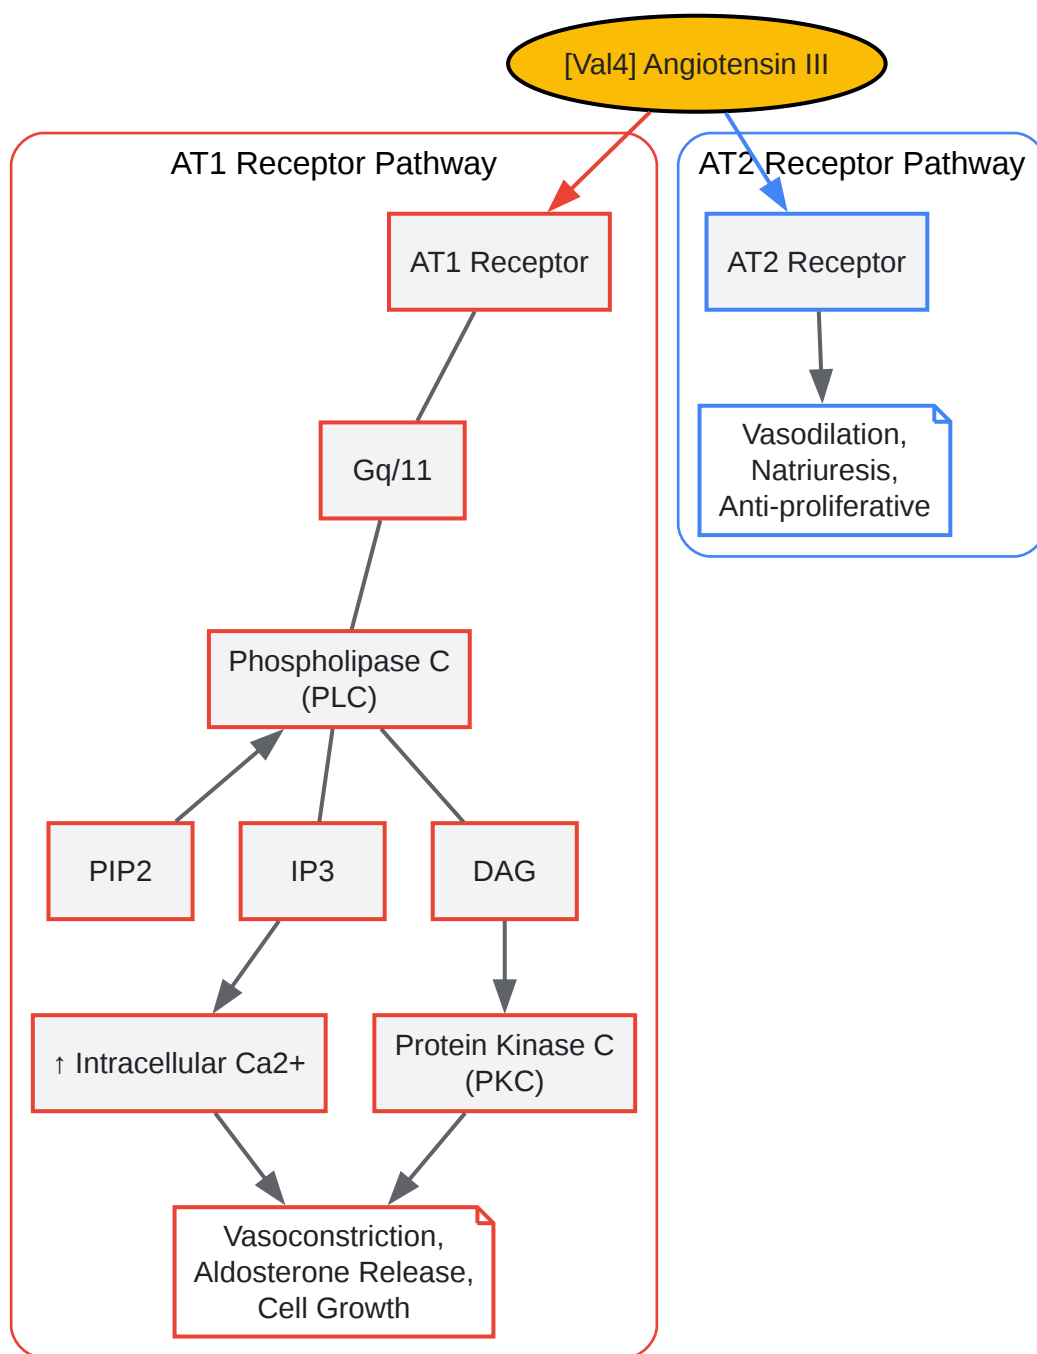 [Val4] Angiotensin III
AT1 Receptor Pathway
AT2 Receptor Pathway
AT1 Receptor
AT2 Receptor
Gq/11
Vasodilation,
Natriuresis,
Anti-proliferative
Phospholipase C
(PLC)
PIP2
IP3
DAG
↑ Intracellular Ca2+
Protein Kinase C
(PKC)
Vasoconstriction,
Aldosterone Release,
Cell Growth